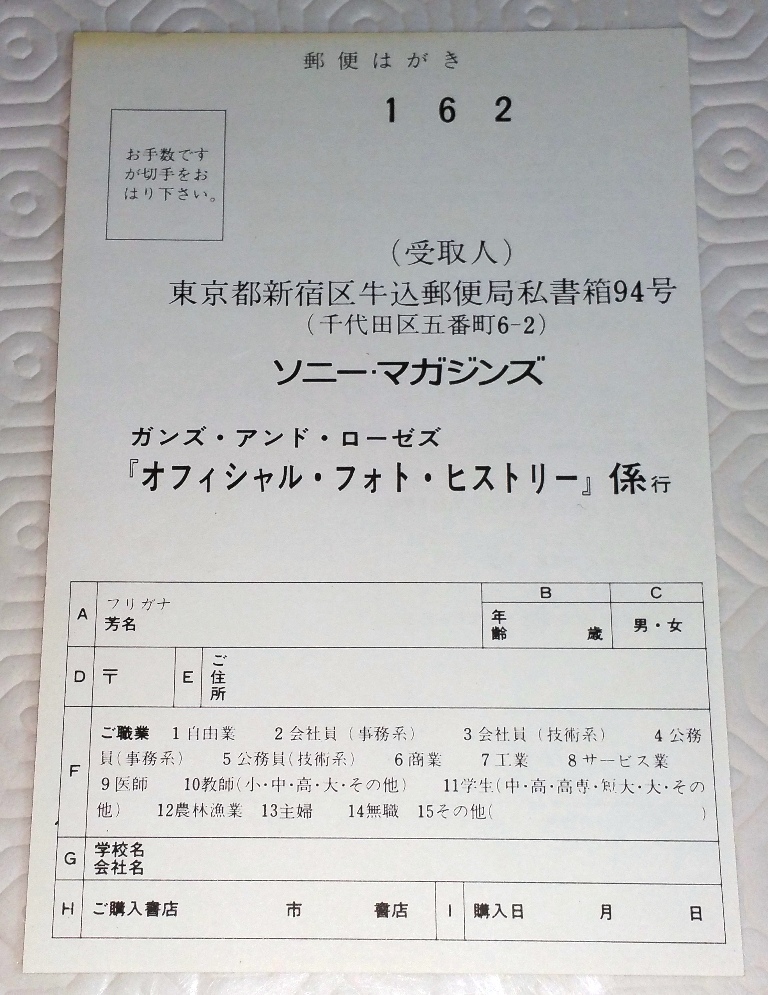 郵便はがき
162
お手数です
が切手をお
はり下さい。
(受取人)
東京都新宿区牛込郵便局私書箱94号
(千代田区五番町6-2)
ソニー・マガジンズ
ガンズ・アンド・ローゼズ
『オフィシャル・フォト・ヒストリー』係行
A フリガナ
芳名
B
年齢 歳
C
男・女
D 〒
E ご住所
F ご職業 1自由業 2会社員(事務系) 3会社員(技術系) 4公務
員(事務系) 5公務員(技術系) 6商業 7工業 8サービス業
9医師 10教師(小・中・高・大・その他) 11学生(中・高・高専・短大・大・その
他) 12農林漁業 13主婦 14無職 15その他( )
G 学校名
会社名
H ご購入書店 市 書店
I 購入日 月 日